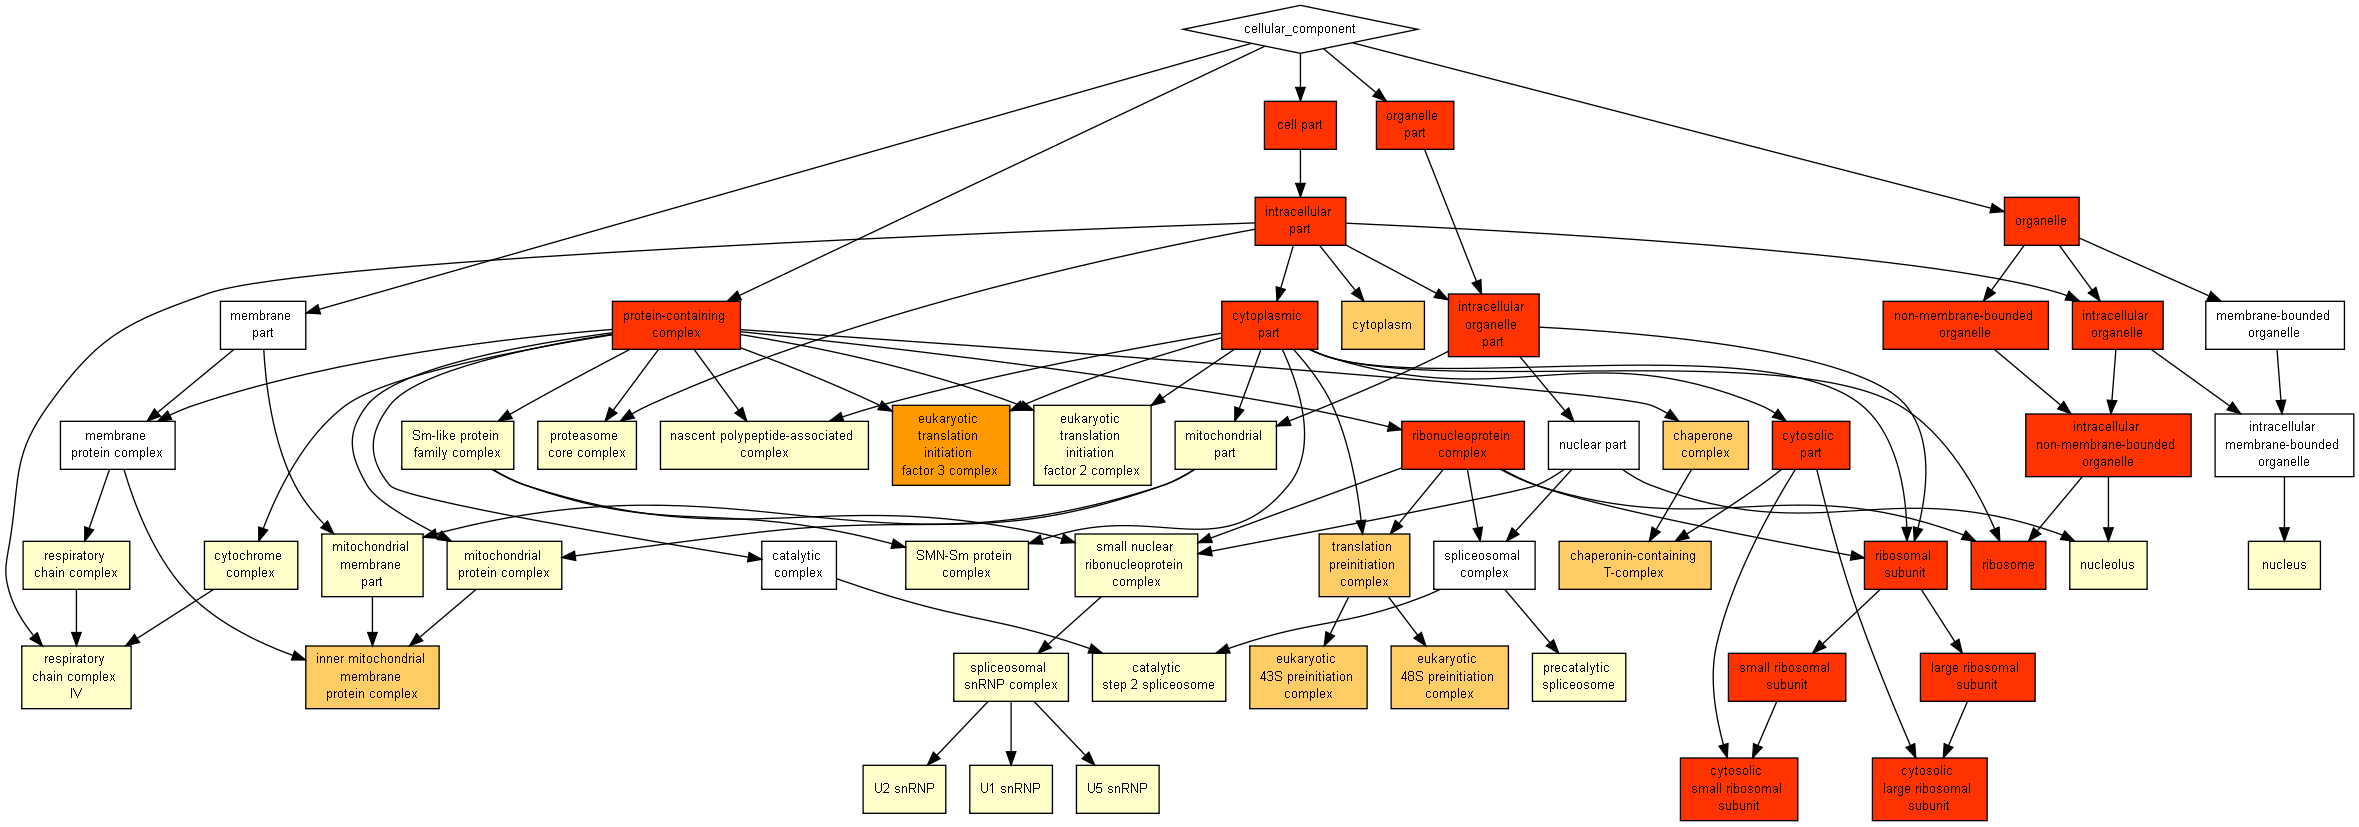 cellular_component
cell part
organelle
part
intracellular
part
organelle
membrane
part
protein-containing
complex
cytoplasmic
part
cytoplasm
intracellular
organelle
part
non-membrane-bounded
organelle
intracellular
organelle
membrane-bounded
organelle
membrane
protein complex
Sm-like protein
family complex
proteasome
core complex
nascent polypeptide-associated
complex
eukaryotic
translation
initiation
factor 3 complex
eukaryotic
translation
initiation
factor 2 complex
mitochondrial
part
ribonucleoprotein
complex
nuclear part
chaperone
complex
cytosolic
part
intracellular
non-membrane-bounded
organelle
intracellular
membrane-bounded
organelle
respiratory
chain complex
cytochrome
complex
mitochondrial
membrane
part
mitochondrial
protein complex
catalytic
complex
SMN-Sm protein
complex
small nuclear
ribonucleoprotein
complex
translation
preinitiation
complex
spliceosomal
complex
chaperonin-containing
T-complex
ribosomal
subunit
ribosome
nucleolus
nucleus
respiratory
chain complex
IV
inner mitochondrial
membrane
protein complex
spliceosomal
snRNP complex
catalytic
step 2 spliceosome
eukaryotic
43S preinitiation
complex
eukaryotic
48S preinitiation
complex
precatalytic
spliceosome
small ribosomal
subunit
large ribosomal
subunit
U2 snRNP
U1 snRNP
U5 snRNP
cytosolic
small ribosomal
subunit
cytosolic
large ribosomal
subunit